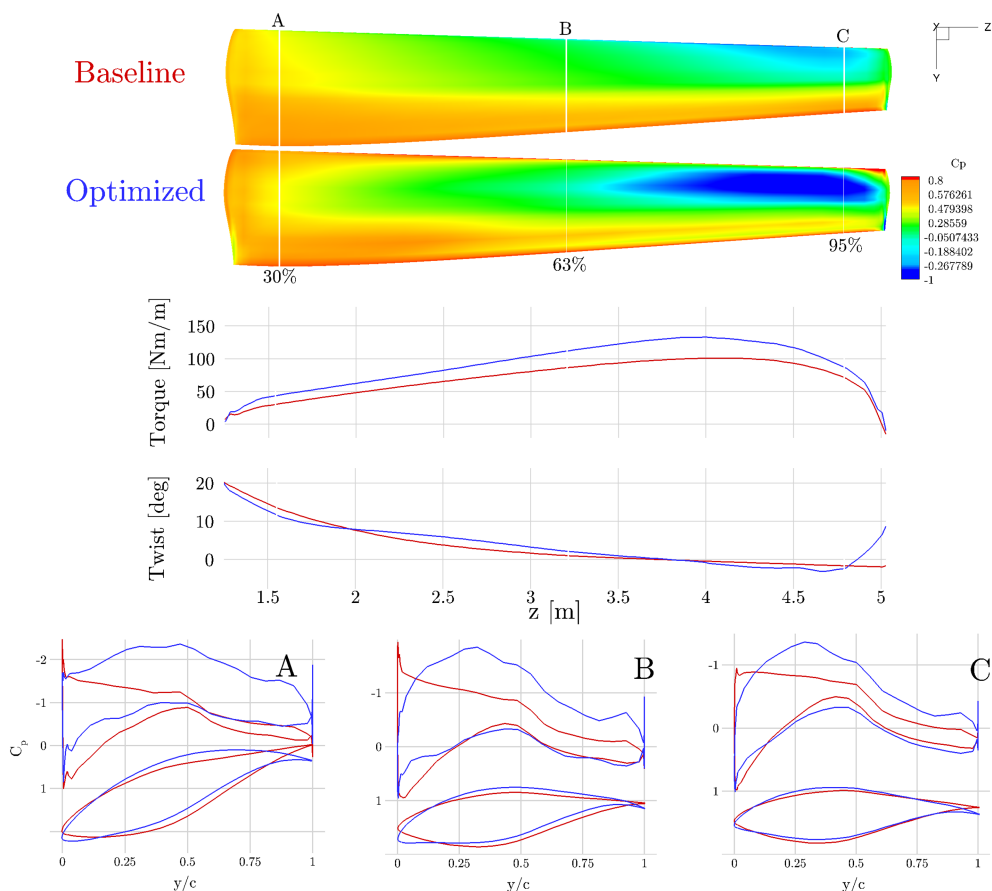 A
B
C
Y
Z
Y
Baseline
Optimized
30%
63%
95%
Cp
0.8
0.576261
0.479398
0.28559
-0.0507433
-0.188402
-0.267789
-1
Torque [Nm/m]
150
100
50
0
Twist [deg]
20
10
0
1.5 2 2.5 3 3.5 4 4.5 5
z [m]
A
-2
-1
0
1
Cp
0 0.25 0.5 0.75 1
y/c
B
-1
0
1
0 0.25 0.5 0.75 1
y/c
C
-1
0
1
0 0.25 0.5 0.75 1
y/c